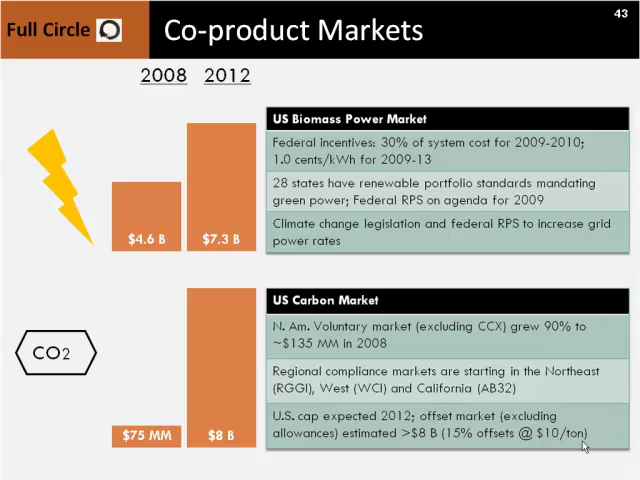 Full Circle
Co-product Markets
43
2008 2012
$4.6 B
$7.3 B
US Biomass Power Market
Federal incentives: 30% of system cost for 2009-2010;
1.0 cents/kWh for 2009-13
28 states have renewable portfolio standards mandating
green power; Federal RPS on agenda for 2009
Climate change legislation and federal RPS to increase grid
power rates
CO2
$75 MM
$8 B
US Carbon Market
N. Am. Voluntary market (excluding CCX) grew 90% to
~$135 MM in 2008
Regional compliance markets are starting in the Northeast
(RGGI), West (WCI) and California (AB32)
U.S. cap expected 2012; offset market (excluding
allowances) estimated >$8 B (15% offsets @ $10/ton)